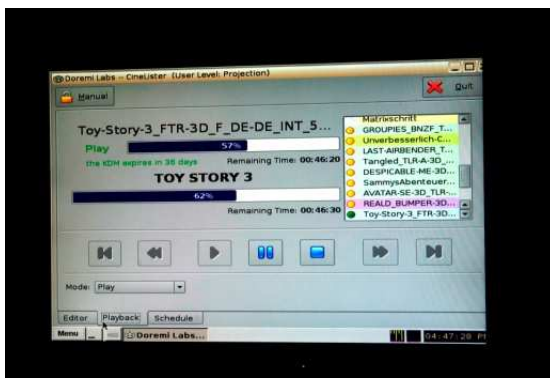 Doremi Labs -- CineLister (User Level: Projection)
Manual
Quit
Toy-Story-3_FTR-3D_F_DE-DE_INT_5...
Play
57%
the KDM expires in 36 days
Remaining Time: 00:46:20
TOY STORY 3
62%
Remaining Time: 00:46:30
Matrixschritt
GROUPIES_BNZF_T...
Unverbesserlich-C...
LAST-AIRBENDER_T...
Tangled_TLR-A-3D_...
DESPICABLE-ME-3D...
SammysAbenteuer...
AVATAR-SE-3D_TLR-...
REALD_BUMPER-3D...
Toy-Story-3_FTR-3D...
Mode: Play
Editor Playback Schedule
Menu Doremi Labs... 04:47:20 PM